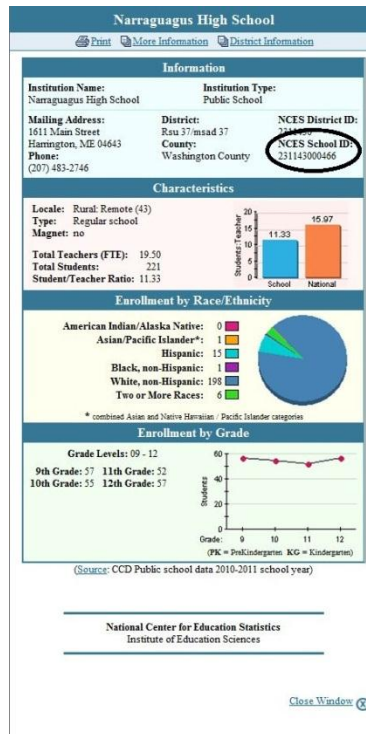 Narraguagus High School
Print More Information District Information
Information
Institution Name: Institution Type:
Narraguagus High School Public School
Mailing Address: District: NCES District ID:
1611 Main Street Rsu 37/msad 37
Harrington, ME 04643 County: NCES School ID:
Phone: Washington County 231143000466
(207) 483-2746
Characteristics
Locale: Rural: Remote (43)
Type: Regular school
Magnet: no
Total Teachers (FTE): 19.50
Total Students: 221
Student/Teacher Ratio: 11.33
Students:Teacher
20
15
10
5
0
11.33
15.97
School National
Enrollment by Race/Ethnicity
American Indian/Alaska Native: 0
Asian/Pacific Islander*: 1
Hispanic: 15
Black, non-Hispanic: 1
White, non-Hispanic: 198
Two or More Races: 6
* combined Asian and Native Hawaiian / Pacific Islander categories
Enrollment by Grade
Grade Levels: 09 - 12
9th Grade: 57 11th Grade: 52
10th Grade: 55 12th Grade: 57
Students
60
40
20
0
Grade: 9 10 11 12
(PK = PreKindergarten KG = Kindergarten)
(Source: CCD Public school data 2010-2011 school year)
National Center for Education Statistics
Institute of Education Sciences
Close Window